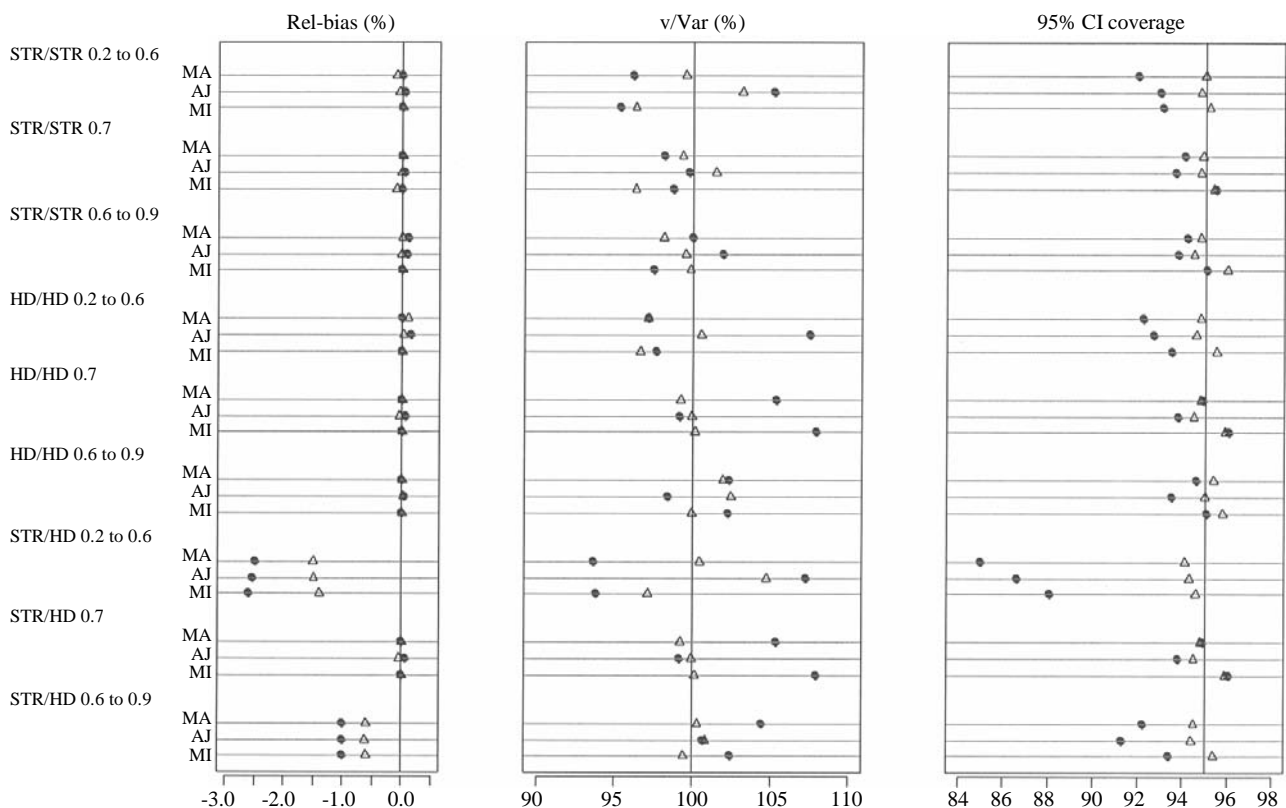 Rel-bias (%) v/Var (%) 95% CI coverage
STR/STR 0.2 to 0.6
MA
AJ
MI
STR/STR 0.7
MA
AJ
MI
STR/STR 0.6 to 0.9
MA
AJ
MI
HD/HD 0.2 to 0.6
MA
AJ
MI
HD/HD 0.7
MA
AJ
MI
HD/HD 0.6 to 0.9
MA
AJ
MI
STR/HD 0.2 to 0.6
MA
AJ
MI
STR/HD 0.7
MA
AJ
MI
STR/HD 0.6 to 0.9
MA
AJ
MI
-3.0 -2.0 -1.0 0.0 90 95 100 105 110 84 86 88 90 92 94 96 98